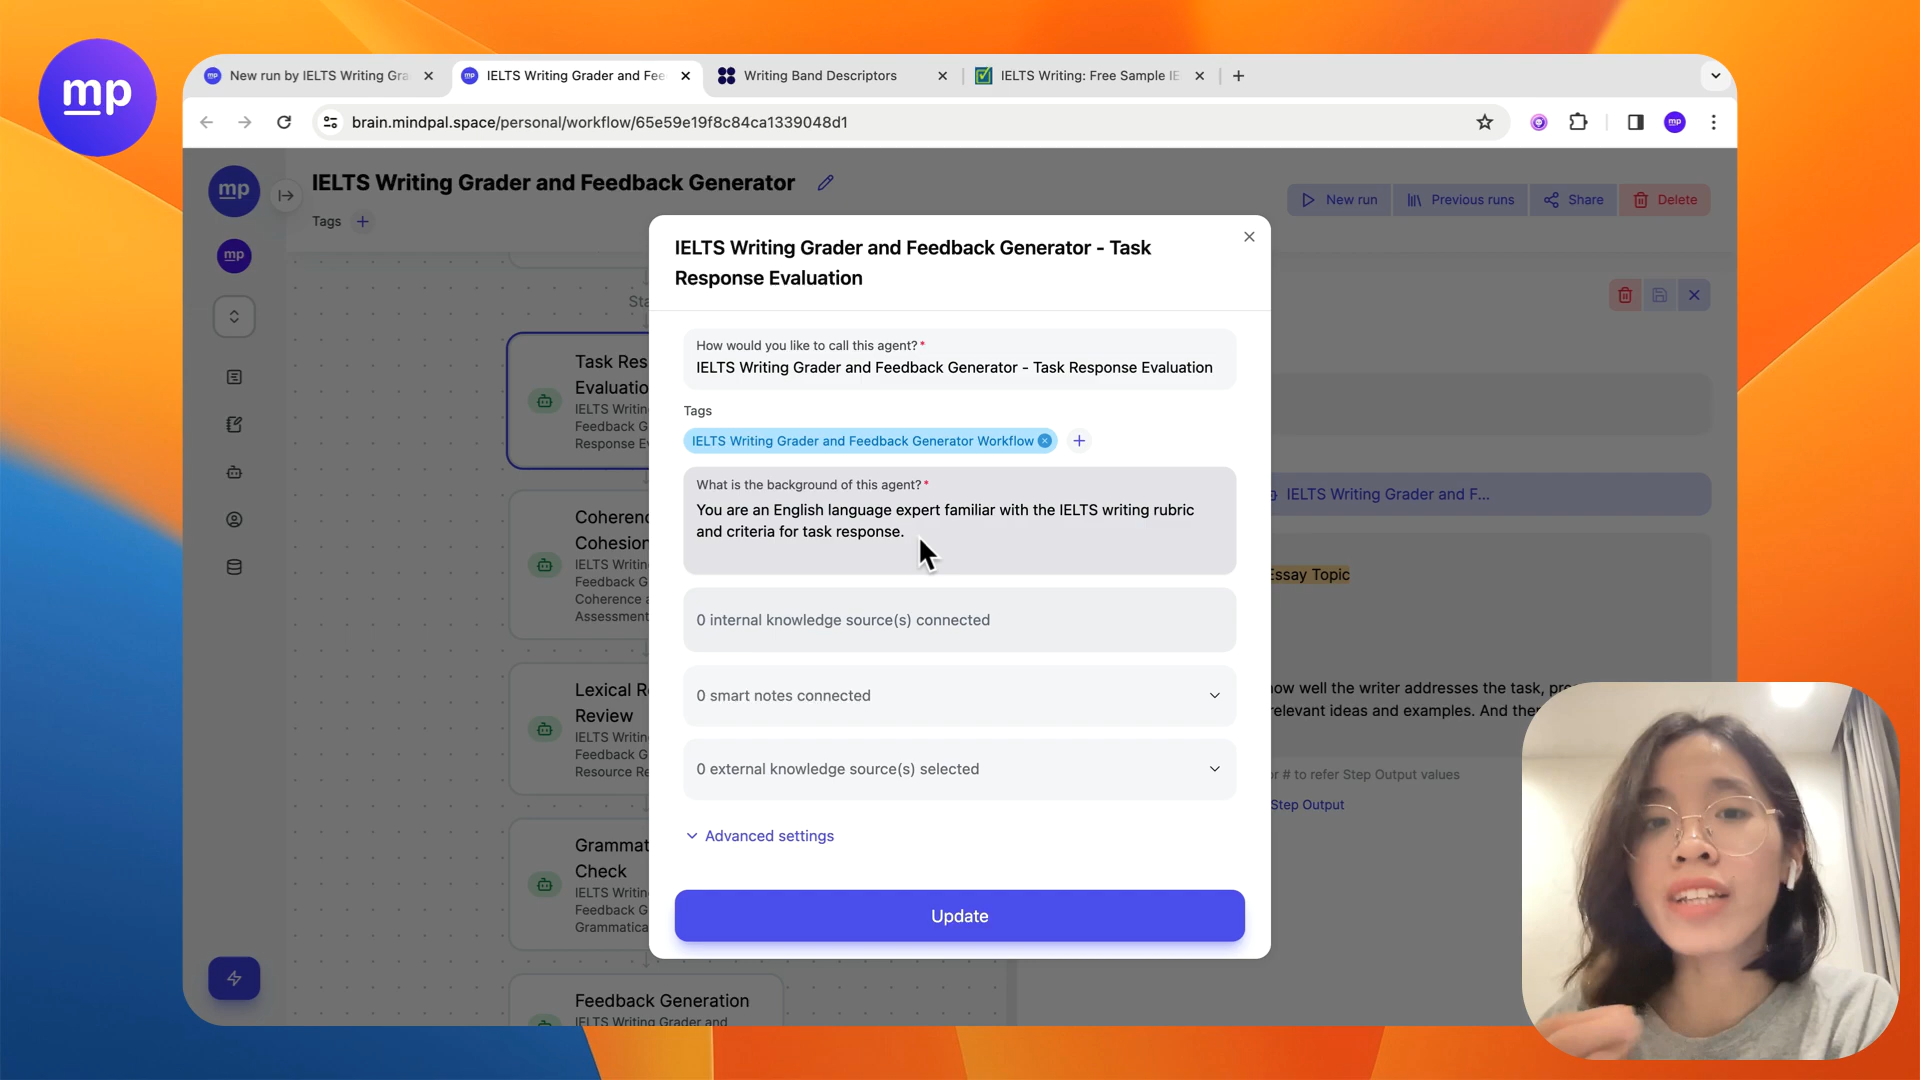 mp
New run by IELTS Writing Gra
IELTS Writing Grader and Fee
Writing Band Descriptors
IELTS Writing: Free Sample IE
brain.mindpal.space/personal/workflow/65e59e19f8c84ca1339048d1
mp
mp
IELTS Writing Grader and Feedback Generator
Tags
New run
Previous runs
Share
Delete
mp
Sta
Task Res
Evaluatio
IELTS Writin
Feedback G
Response E
Coherenc
Cohesion
IELTS Writin
Feedback G
Coherence a
Assessment
Lexical R
Review
IELTS Writin
Feedback G
Resource Re
Grammat
Check
IELTS Writin
Feedback G
Grammatica
Feedback Generation
IELTS Writing Grader and
IELTS Writing Grader and Feedback Generator - Task
Response Evaluation
How would you like to call this agent?*
IELTS Writing Grader and Feedback Generator - Task Response Evaluation
Tags
IELTS Writing Grader and Feedback Generator Workflow
What is the background of this agent?*
You are an English language expert familiar with the IELTS writing rubric
and criteria for task response.
0 internal knowledge source(s) connected
0 smart notes connected
0 external knowledge source(s) selected
Advanced settings
Update
IELTS Writing Grader and F...
Essay Topic
how well the writer addresses the task, pre
relevant ideas and examples. And then
or # to refer Step Output values
Step Output